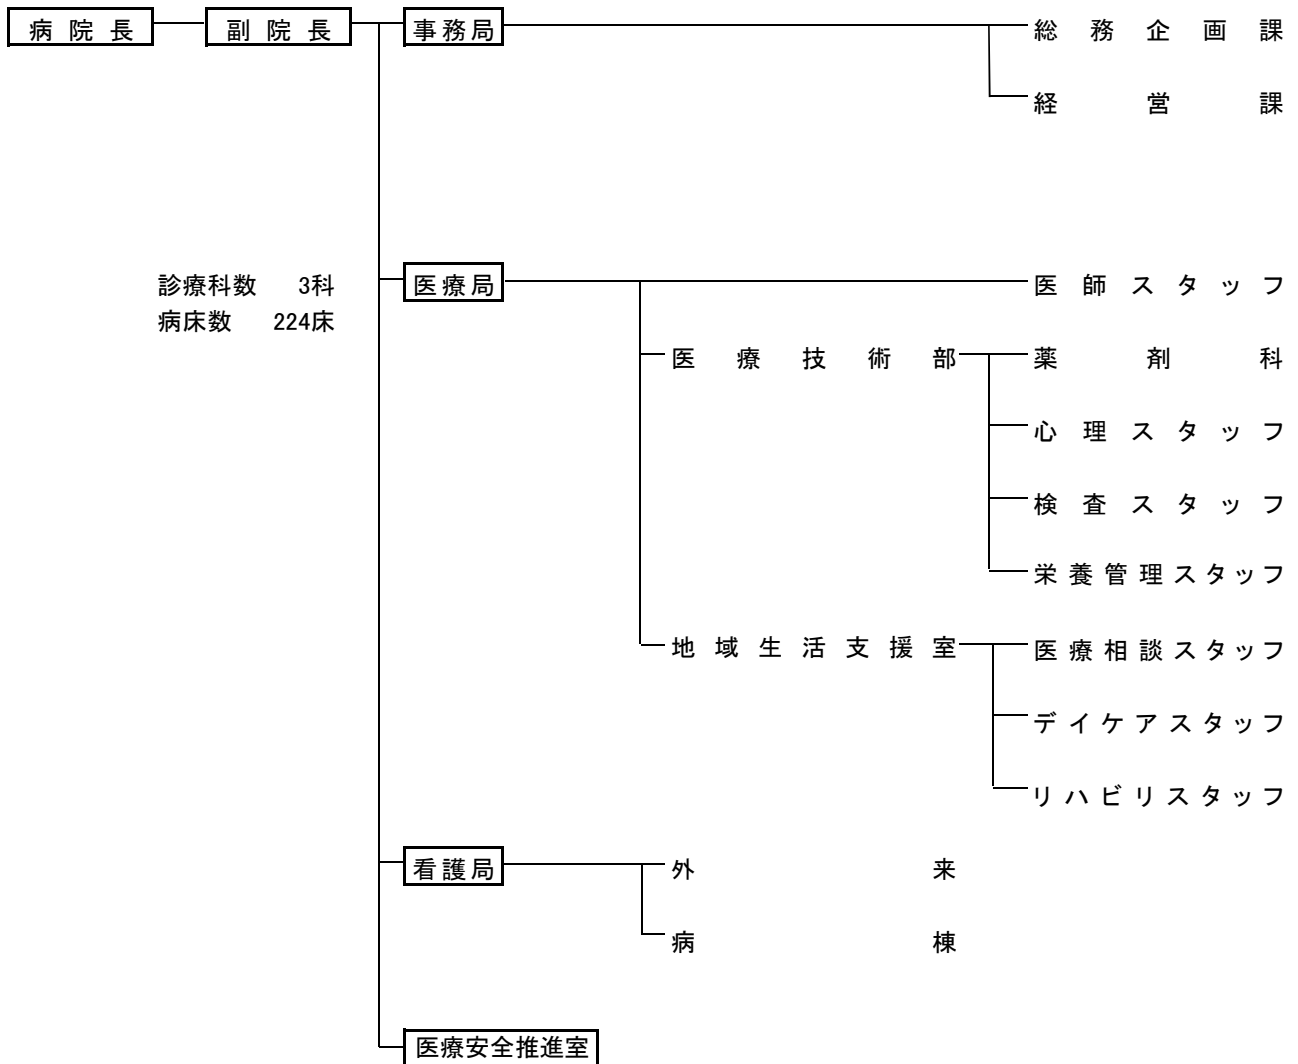 病院長 副院長 事務局 総務企画課
経営課
診療科数 3科 医療局 医師スタッフ
病床数 224床
医療技術部 薬剤科
心理スタッフ
検査スタッフ
栄養管理スタッフ
地域生活支援室 医療相談スタッフ
デイケアスタッフ
リハビリスタッフ
看護局 外来
病棟
医療安全推進室